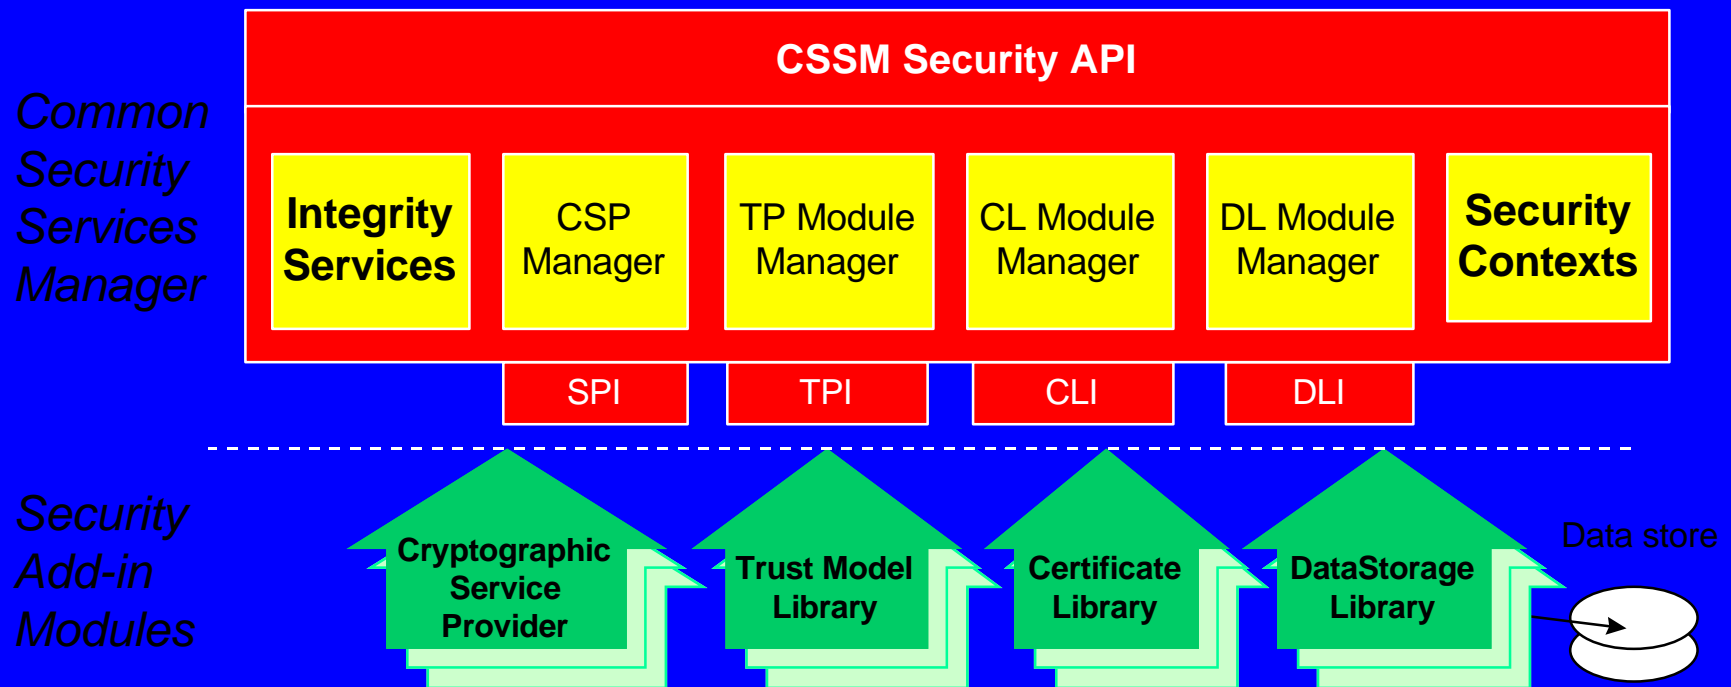 CSSM Security API
Common
Security
Services
Manager
Integrity
Services
CSP
Manager
TP Module
Manager
CL Module
Manager
DL Module
Manager
Security
Contexts
SPI
TPI
CLI
DLI
Security
Add-in
Modules
Cryptographic
Service
Provider
Trust Model
Library
Certificate
Library
DataStorage
Library
Data store